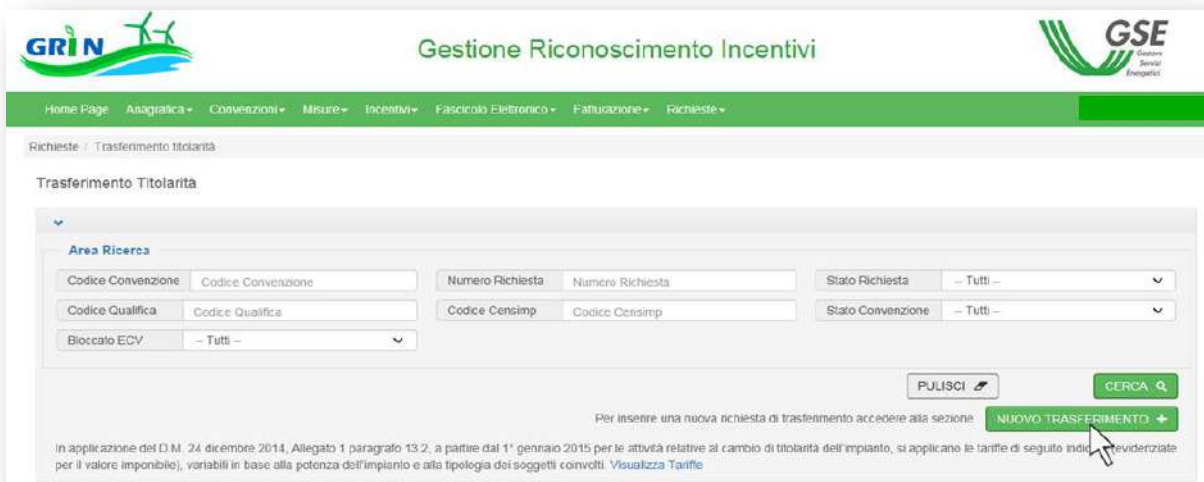 GRIN
Gestione Riconoscimento Incentivi
GSE
Gestore
Servizi
Energetici
Home Page Anagrafica Convenzioni Misure Incentivi Fascicolo Elettronico Fatturazione Richieste
Richieste / Trasferimento titolarità
Trasferimento Titolarità
Area Ricerca
Codice Convenzione Codice Convenzione Numero Richiesta Numero Richiesta Stato Richiesta -- Tutti --
Codice Qualifica Codice Qualifica Codice Censimp Codice Censimp Stato Convenzione -- Tutti --
Bloccato ECV -- Tutti --
PULISCI CERCA
Per inserire una nuova richiesta di trasferimento accedere alla sezione NUOVO TRASFERIMENTO +
In applicazione del D.M. 24 dicembre 2014, Allegato 1 paragrafo 13.2, a partire dal 1° gennaio 2015 per le attività relative al cambio di titolarità dell'impianto, si applicano le tariffe di seguito evidenziate
per il valore imponibile), variabili in base alla potenza dell'impianto e alla tipologia dei soggetti coinvolti. Visualizza Tariffe